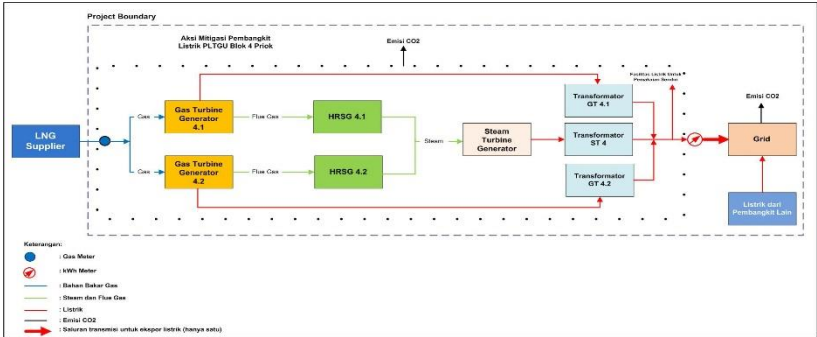 Project Boundary
Aksi Mitigasi Pembangkit
Listrik PLTGU Blok 4 Priok
Emisi CO2
Fasilitas Listrik Untuk
Emisi CO2
LNG
Supplier
Gas
Gas Turbine
Generator
4.1
Flue Gas
HRSG 4.1
Gas
Gas Turbine
Generator
4.2
Flue Gas
HRSG 4.2
Steam
Steam
Turbine
Generator
Transformator
GT 4.1
Transformator
ST 4
Transformator
GT 4.2
Grid
Listrik dari
Pembangkit Lain
Keterangan:
: Gas Meter
: kWh Meter
: Bahan Bakar Gas
: Steam dan Flue Gas
: Listrik
: Emisi CO2
: Saluran transmisi untuk ekspor listrik (hanya satu)